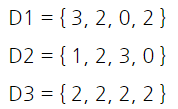 D1 = { 3, 2, 0, 2 }
D2 = { 1, 2, 3, 0 }
D3 = { 2, 2, 2, 2 }